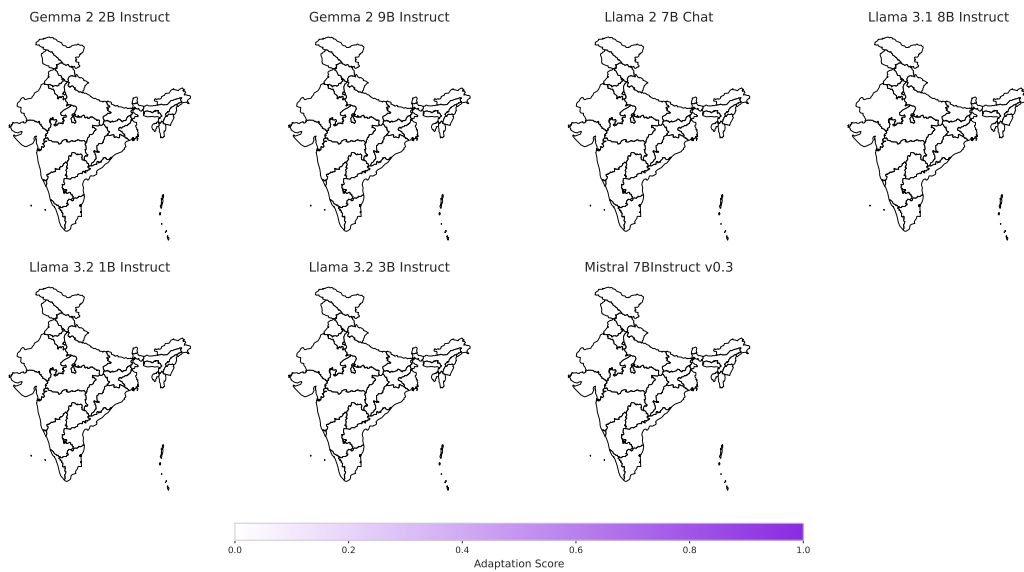 Gemma 2 2B Instruct
Gemma 2 9B Instruct
Llama 2 7B Chat
Llama 3.1 8B Instruct
Llama 3.2 1B Instruct
Llama 3.2 3B Instruct
Mistral 7BInstruct v0.3
0.0 0.2 0.4 0.6 0.8 1.0
Adaptation Score